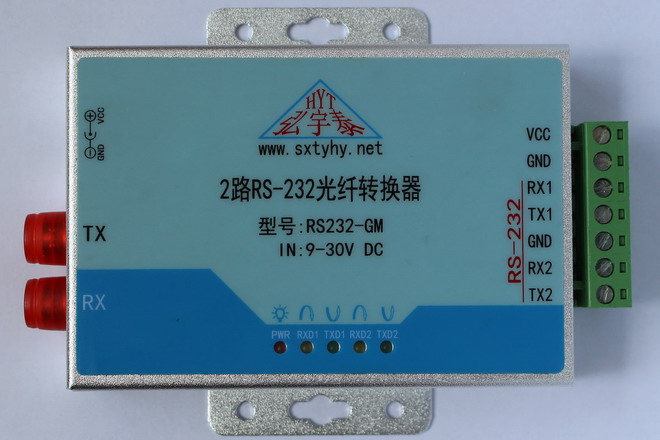 HYT
弘宇泰
www.sxtyhy.net
2路RS-232光纤转换器
型号:RS232-GM
IN:9-30V DC
VCC
GND
TX
RX
RS-232
VCC
GND
RX1
TX1
GND
RX2
TX2
PWR RXD1 TXD1 RXD2 TXD2